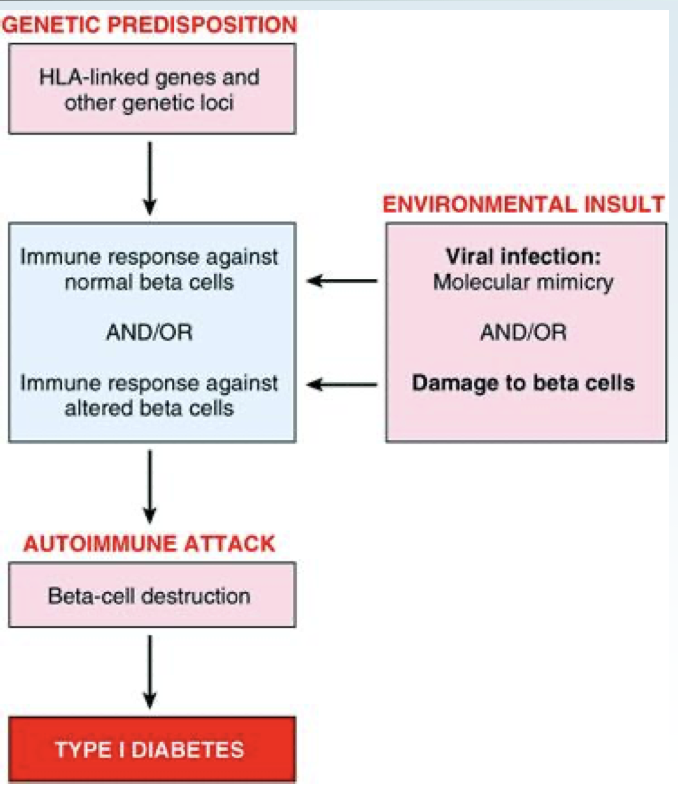 GENETIC PREDISPOSITION
HLA-linked genes and
other genetic loci
ENVIRONMENTAL INSULT
Immune response against
normal beta cells
AND/OR
Immune response against
altered beta cells
Viral infection:
Molecular mimicry
AND/OR
Damage to beta cells
AUTOIMMUNE ATTACK
Beta-cell destruction
TYPE I DIABETES